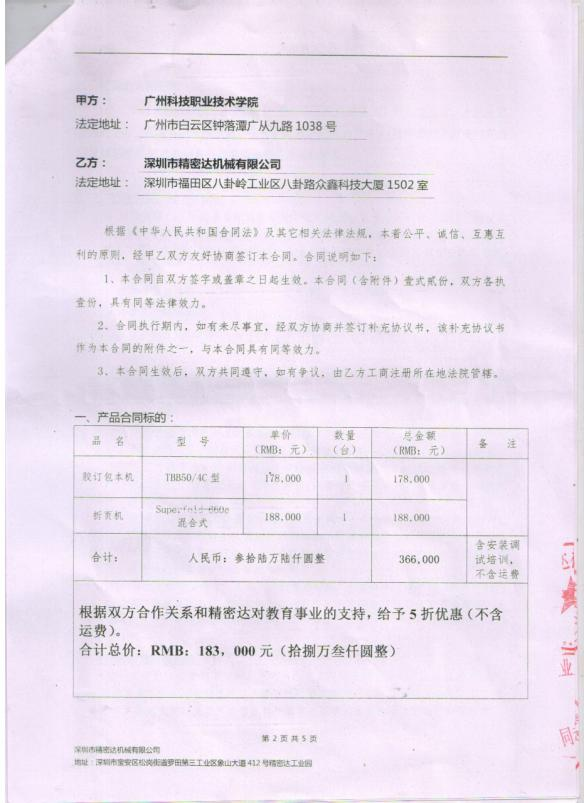 甲方： 广州科技职业技术学院
法定地址： 广州市白云区钟落潭广从九路 1038 号
乙方： 深圳市精密达机械有限公司
法定地址： 深圳市福田区八卦岭工业区八卦路众鑫科技大厦 1502 室
根据《中华人民共和国合同法》及其它相关法律法规，本着公平、诚信、互惠互
利的原则，经甲乙双方友好协商签订本合同。合同说明如下：
1、本合同自双方签字或盖章之日起生效。本合同（含附件）壹式贰份，双方各执
壹份，具有同等法律效力。
2、合同执行期内，如有未尽事宜，经双方协商并签订补充协议书，该补充协议书
作为本合同的附件之一，与本合同具有同等效力。
3、本合同生效后，双方共同遵守，如有争议，由乙方工商注册所在地法院管辖。
一、产品合同标的：
品 名 型 号 单价 数量 总金额 备 注
（RMB：元） （台） （RMB：元）
胶订包本机 TBB50/4C 型 178,000 1 178,000
折页机 Superfold-660e 188,000 1 188,000
混合式
合计： 人民币：参拾陆万陆仟圆整 366,000 含安装调
试培训，
不含运费
根据双方合作关系和精密达对教育事业的支持，给予 5 折优惠（不含
运费）。
合计总价：RMB：183，000 元（拾捌万叁仟圆整）
业
同
第 2 页 共 5 页
深圳市精密达机械有限公司
地址：深圳市宝安区松岗街道罗田第三工业区象山大道 412 号精密达工业园